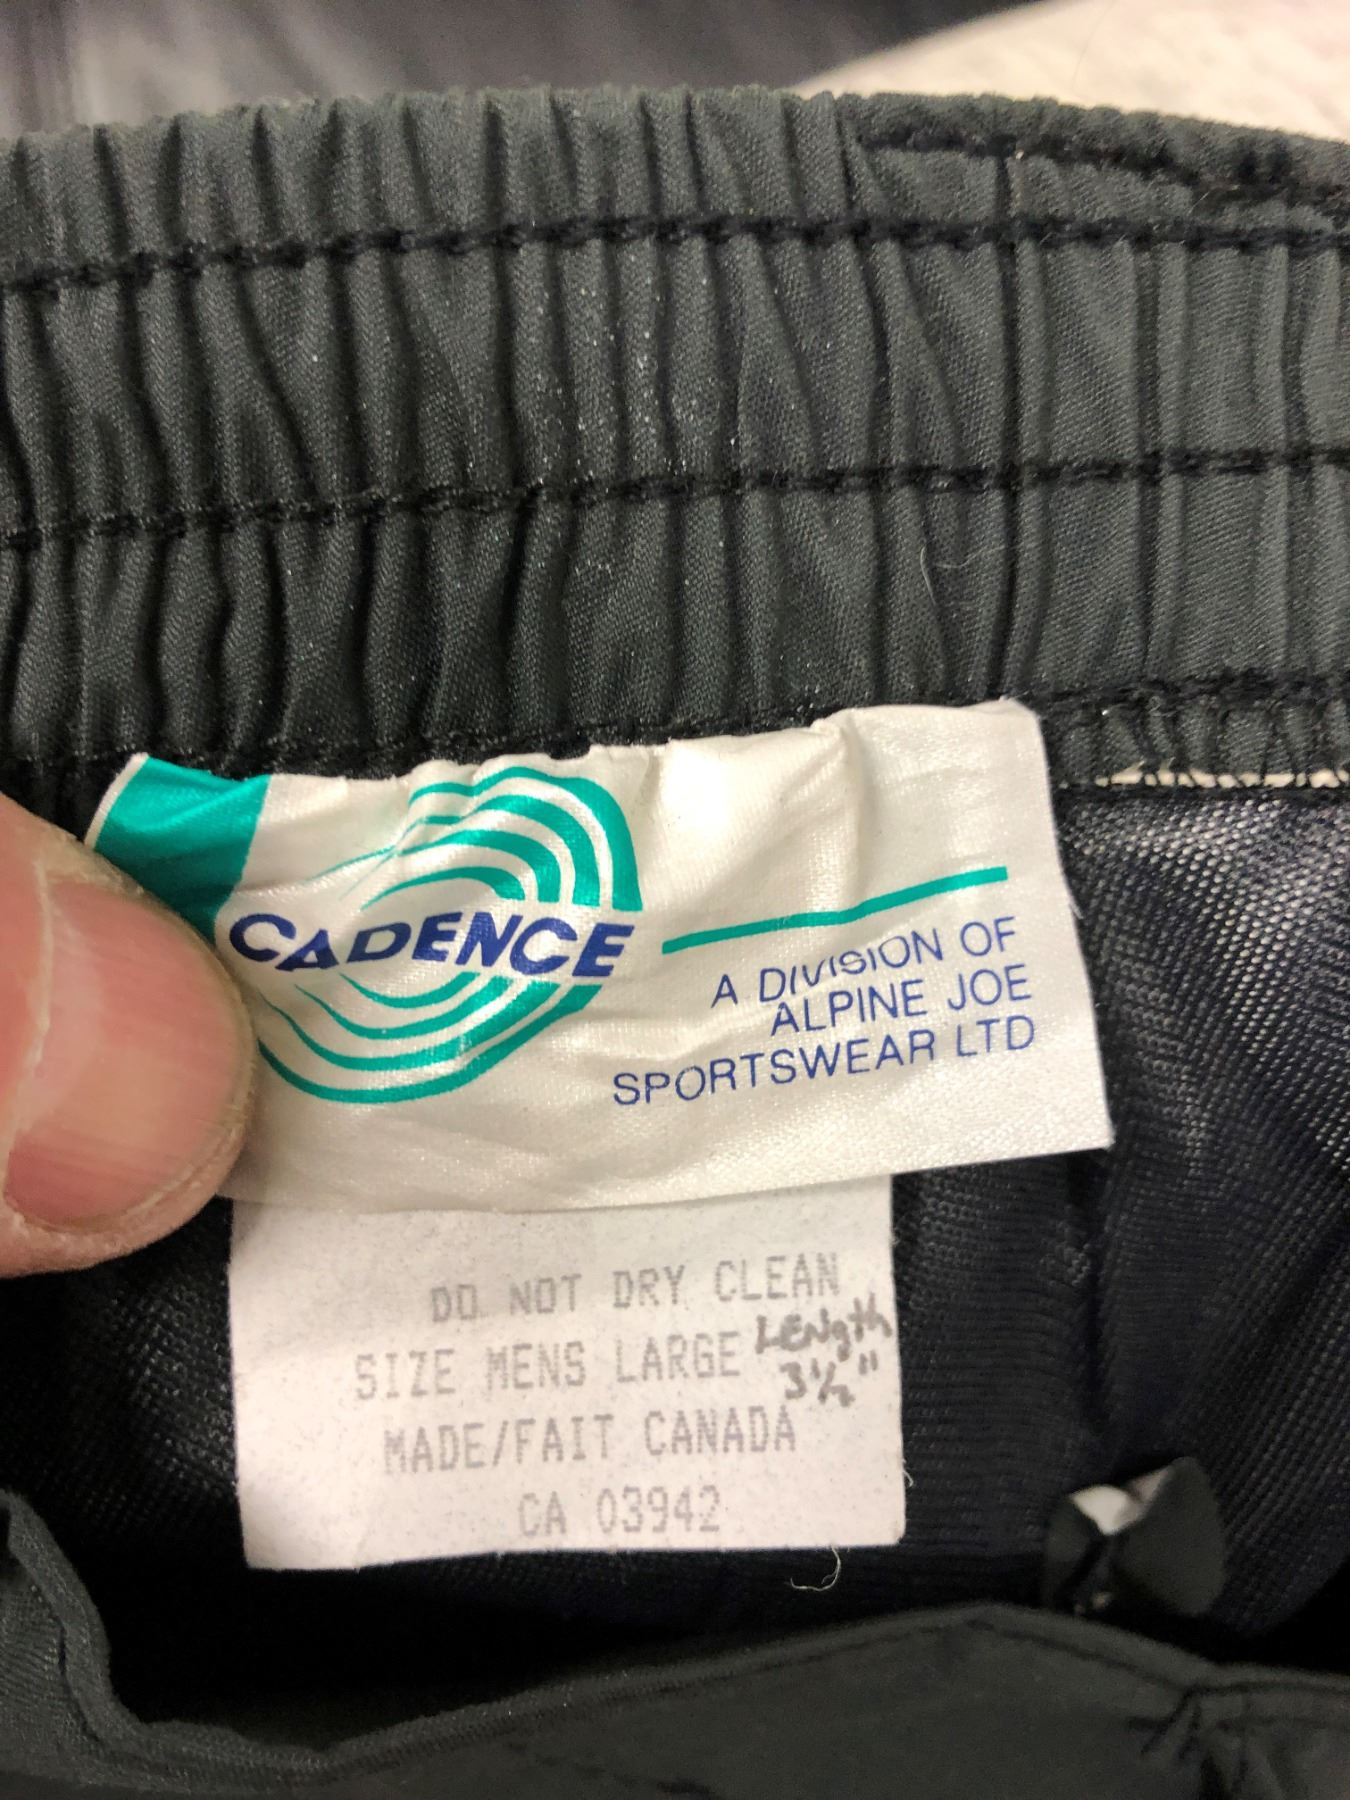 CADENCE
A DIVISION OF
ALPINE JOE
SPORTSWEAR LTD
DO NOT DRY CLEAN
SIZE MENS LARGE LENgth
31/2"
MADE/FAIT CANADA
CA 03942